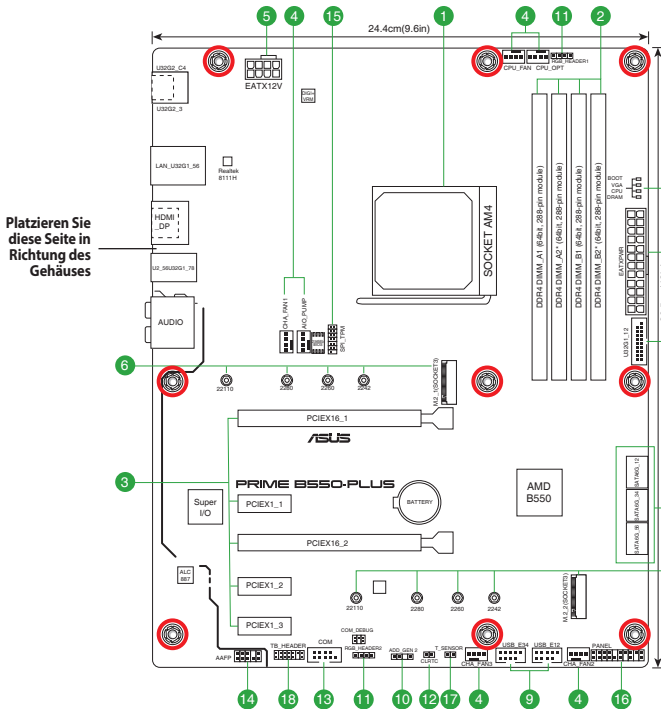 5
4
15
1
4
11
2
24.4cm(9.6in)
U32G2_C4
U32G2_3
EATX12V
DIGI+
VRM
CPU_FAN
CPU_OPT
RGB_HEADER1
LAN_U32G1_56
Realtek
8111H
BOOT
VGA
CPU
DRAM
HDMI
_DP
Platzieren Sie
diese Seite in
Richtung des
Gehäuses
U2_56U32G1_78
AUDIO
SOCKET AM4
DDR4 DIMM_A1 (64bit, 288-pin module)
DDR4 DIMM_A2* (64bit, 288-pin module)
DDR4 DIMM_B1 (64bit, 288-pin module)
DDR4 DIMM_B2* (64bit, 288-pin module)
EATXPWR
U32G1_12
CHA_FAN1
AIO_PUMP
SPI_TPM
6
22110
2280
2260
2242
M.2_1(SOCKET3)
PCIEX16_1
ASUS
3
PRIME B550-PLUS
Super
I/O
PCIEX1_1
BATTERY
AMD
B550
SATA6G_12
SATA6G_34
SATA6G_56
PCIEX16_2
ALC
887
PCIEX1_2
22110
2280
2260
2242
M.2_2(SOCKET3)
PCIEX1_3
AAFP
TB_HEADER
COM
COM_DEBUG
RGB_HEADER2
ADD_GEN 2
CLRTC
T_SENSOR
CHA_FAN3
USB_E34
USB_E12
CHA_FAN2
PANEL
14
18
13
11
10
12
17
4
9
4
16